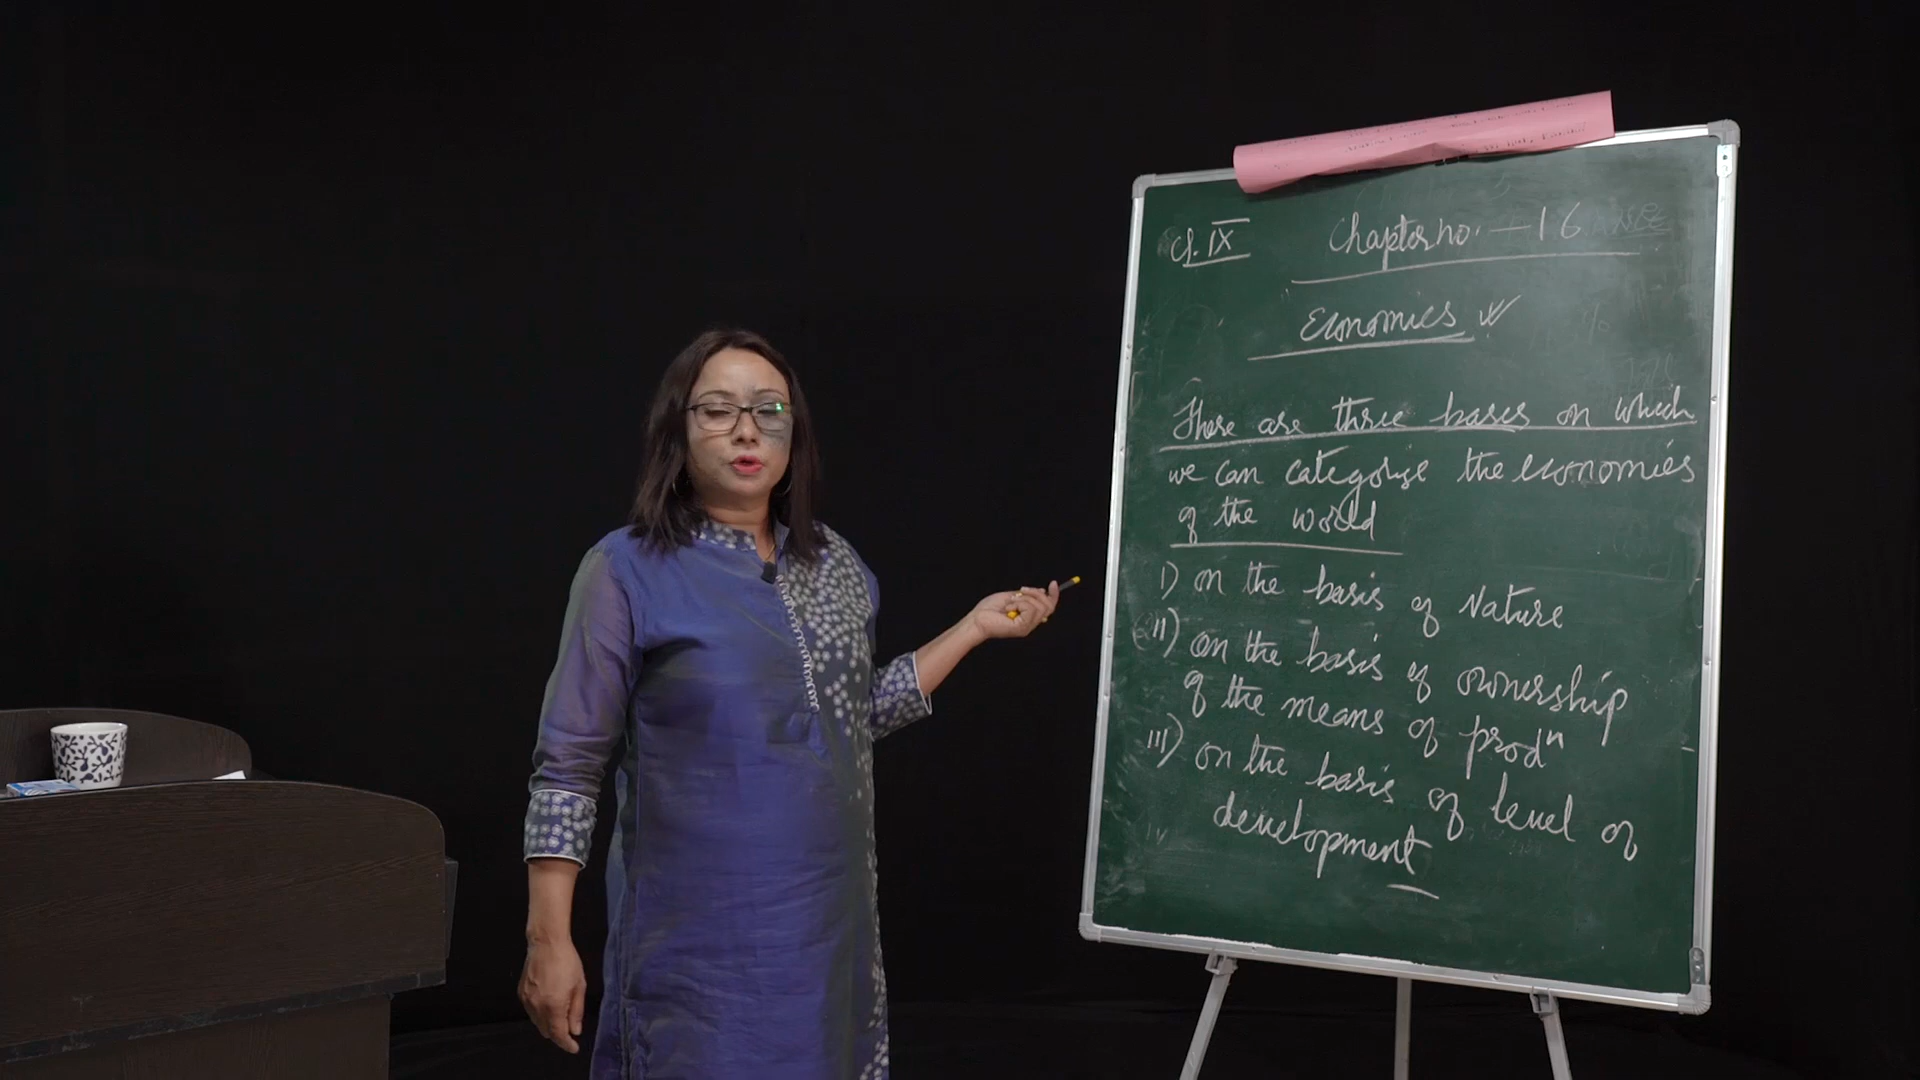 Cl. IX
Chapter no. — 16
Economics
There are three bases on which
we can categorise the economies
of the world
I) on the basis of Nature
II) on the basis of ownership
of the means of prodⁿ
III) on the basis of level of
development